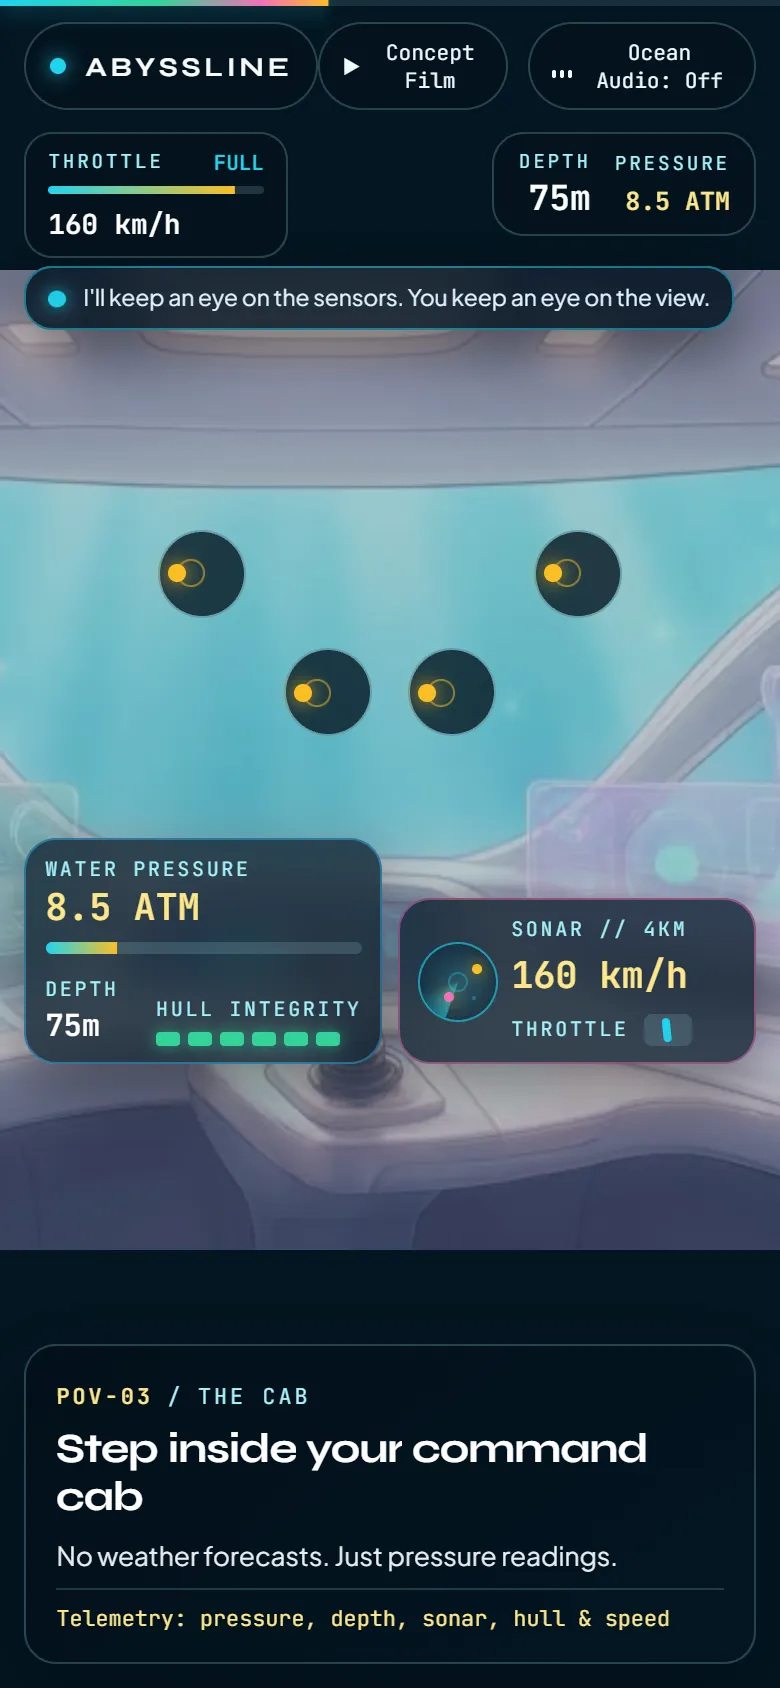 ABYSSLINE
Concept
Film
Ocean
Audio: Off
THROTTLE FULL
160 km/h
DEPTH PRESSURE
75m 8.5 ATM
I'll keep an eye on the sensors. You keep an eye on the view.
WATER PRESSURE
8.5 ATM
DEPTH
75m
HULL INTEGRITY
SONAR // 4KM
160 km/h
THROTTLE
POV-03 / THE CAB
Step inside your command
cab
No weather forecasts. Just pressure readings.
Telemetry: pressure, depth, sonar, hull & speed